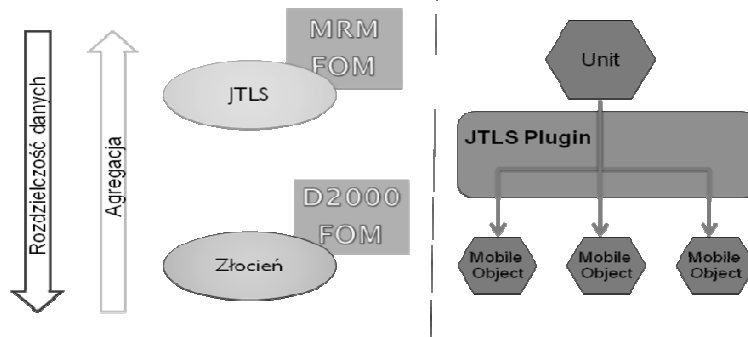 Rozdzielczość danych
Agregacja
MRM
FOM
JTLS
D2000
FOM
Złocień
Unit
JTLS Plugin
Mobile
Object
Mobile
Object
Mobile
Object